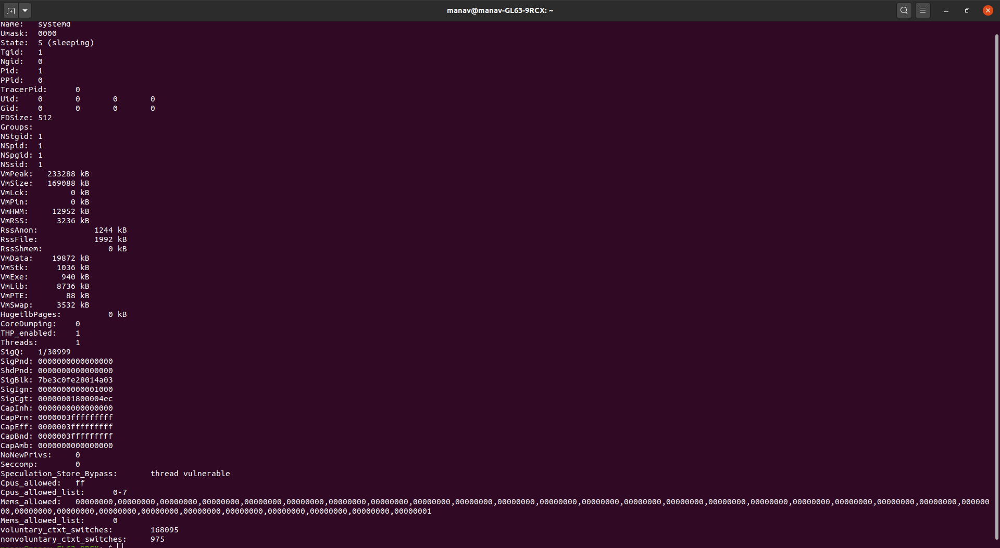 manav@manav-GL63-9RCX: ~
Name:   systemd
Umask:  0000
State:  S (sleeping)
Tgid:   1
Ngid:   0
Pid:    1
PPid:   0
TracerPid:      0
Uid:    0       0       0       0
Gid:    0       0       0       0
FDSize: 512
Groups:
NStgid: 1
NSpid:  1
NSpgid: 1
NSsid:  1
VmPeak:   233288 kB
VmSize:   169088 kB
VmLck:         0 kB
VmPin:         0 kB
VmHWM:     12952 kB
VmRSS:      3236 kB
RssAnon:            1244 kB
RssFile:            1992 kB
RssShmem:              0 kB
VmData:    19872 kB
VmStk:      1036 kB
VmExe:       940 kB
VmLib:      8736 kB
VmPTE:        88 kB
VmSwap:     3532 kB
HugetlbPages:          0 kB
CoreDumping:    0
THP_enabled:    1
Threads:        1
SigQ:   1/30999
SigPnd: 0000000000000000
ShdPnd: 0000000000000000
SigBlk: 7be3c0fe28014a03
SigIgn: 0000000000001000
SigCgt: 00000001800004ec
CapInh: 0000000000000000
CapPrm: 0000003fffffffff
CapEff: 0000003fffffffff
CapBnd: 0000003fffffffff
CapAmb: 0000000000000000
NoNewPrivs:     0
Seccomp:        0
Speculation_Store_Bypass:       thread vulnerable
Cpus_allowed:   ff
Cpus_allowed_list:      0-7
Mems_allowed:   00000000,00000000,00000000,00000000,00000000,00000000,00000000,00000000,00000000,00000000,00000000,00000000,00000000,00000000,00000000,00000000,00000000,00000000,00000000,00000000,00000000,000000
00,00000000,00000000,00000000,00000000,00000000,00000000,00000000,00000000,00000000,00000001
Mems_allowed_list:      0
voluntary_ctxt_switches:        168095
nonvoluntary_ctxt_switches:     975
manav@manav-GL63-9RCX:~$